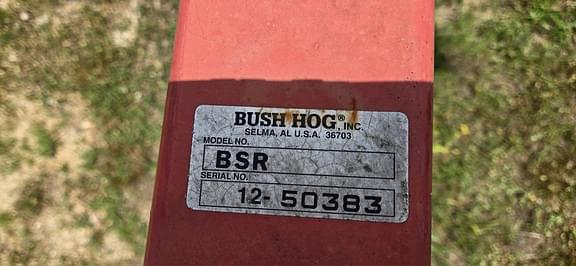 BUSH HOG®, INC.
SELMA, AL U.S.A. 36703
MODEL NO.
BSR
SERIAL NO.
12-50383